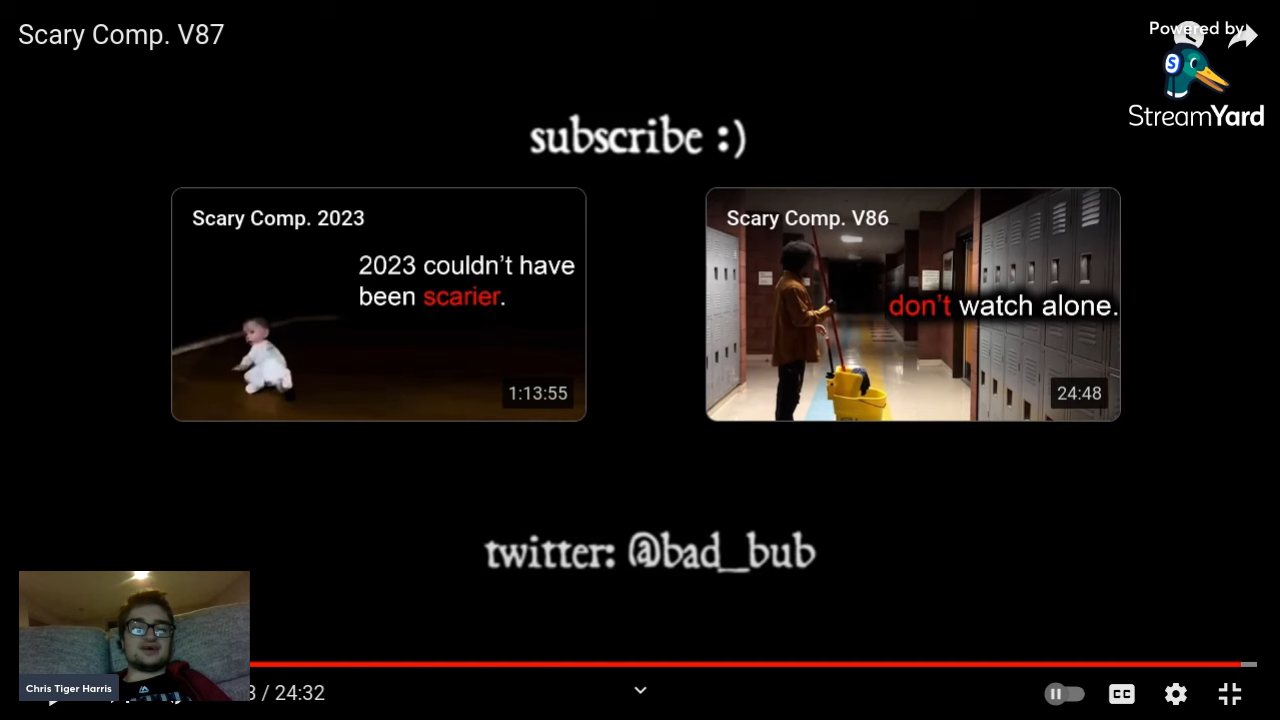 Scary Comp. V87
Powered by
StreamYard
subscribe :)
Scary Comp. 2023
2023 couldn't have
been scarier.
1:13:55
Scary Comp. V86
don't watch alone.
24:48
twitter: @bad_bub
Chris Tiger Harris
/ 24:32
CC